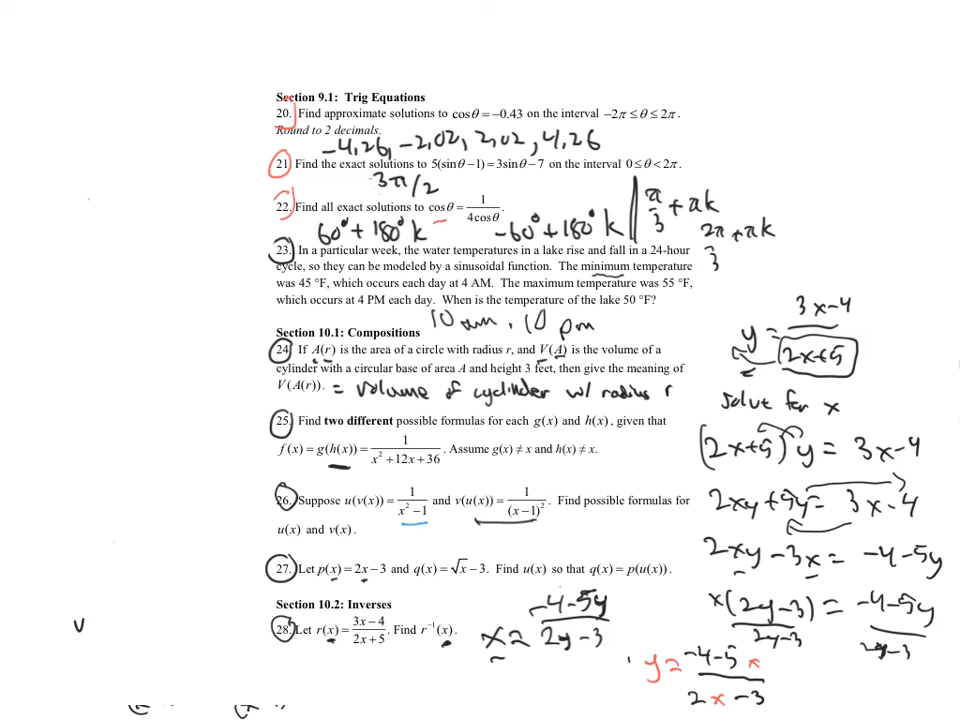 Section 9.1: Trig Equations
20. Find approximate solutions to cos θ = −0.43 on the interval −2π ≤ θ ≤ 2π.
Round to 2 decimals.
−4.26, −2.02, 2.02, 4.26
21. Find the exact solutions to 5(sin θ − 1) = 3 sin θ − 7 on the interval 0 ≤ θ < 2π.
3π/2
22. Find all exact solutions to cos θ = 1/(4 cos θ).
60° + 180° k   −60° + 180° k | π/3 + πk
2π/3 + πk
23. In a particular week, the water temperatures in a lake rise and fall in a 24-hour
cycle, so they can be modeled by a sinusoidal function. The minimum temperature
was 45 °F, which occurs each day at 4 AM. The maximum temperature was 55 °F,
which occurs at 4 PM each day. When is the temperature of the lake 50 °F?
10 am, 10 pm
Section 10.1: Compositions
24. If A(r) is the area of a circle with radius r, and V(A) is the volume of a
cylinder with a circular base of area A and height 3 feet, then give the meaning of
V(A(r)). = volume of cylinder w/ radius r
25. Find two different possible formulas for each g(x) and h(x), given that
f(x) = g(h(x)) = 1/(x² + 12x + 36). Assume g(x) ≠ x and h(x) ≠ x.
26. Suppose u(v(x)) = 1/(x² − 1) and v(u(x)) = 1/(x − 1)². Find possible formulas for
u(x) and v(x).
27. Let p(x) = 2x − 3 and q(x) = √x − 3. Find u(x) so that q(x) = p(u(x)).
Section 10.2: Inverses
28. Let r(x) = (3x − 4)/(2x + 5). Find r⁻¹(x).
y = (3x − 4)/(2x + 5)
solve for x
(2x+5) y = 3x − 4
2xy + 5y = 3x − 4
2xy − 3x = −4 − 5y
x(2y − 3) = −4 − 5y
2y − 3   2y − 3
x = (−4 − 5y)/(2y − 3)
y = (−4 − 5x)/(2x − 3)
v